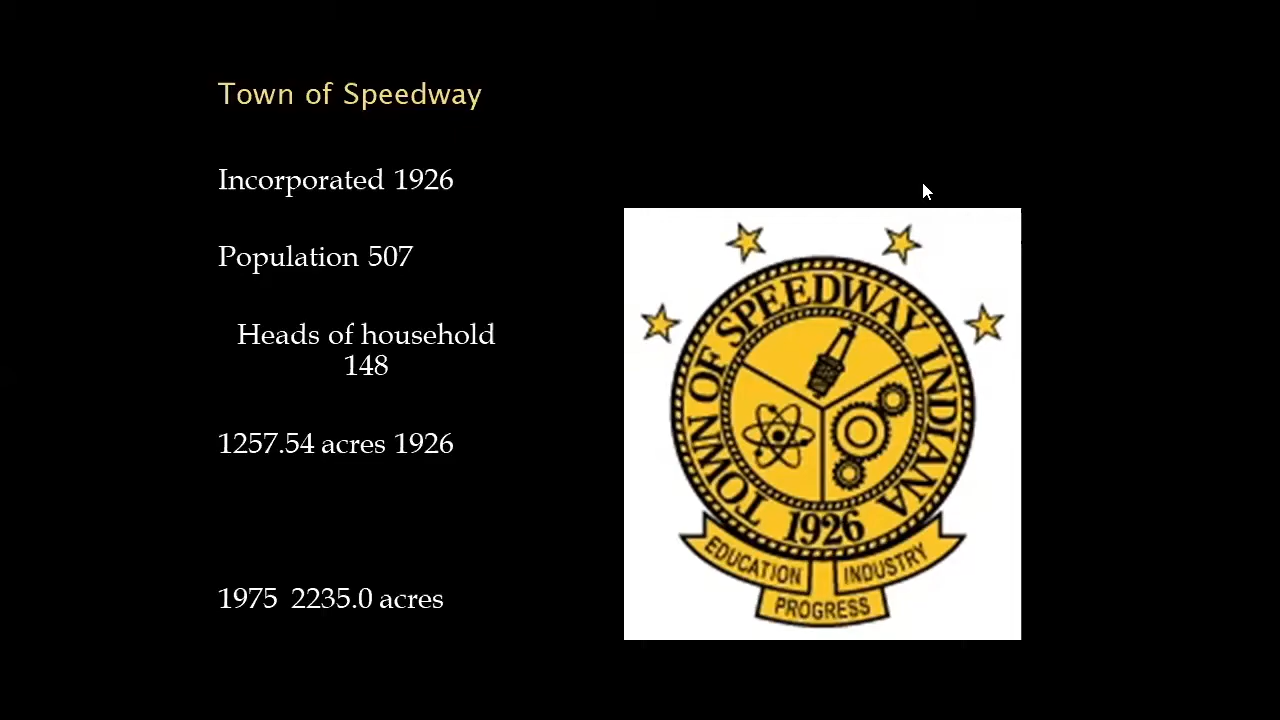 Town of Speedway
Incorporated 1926
Population 507
Heads of household
148
1257.54 acres 1926
1975 2235.0 acres
TOWN OF SPEEDWAY INDIANA
1926
EDUCATION INDUSTRY
PROGRESS